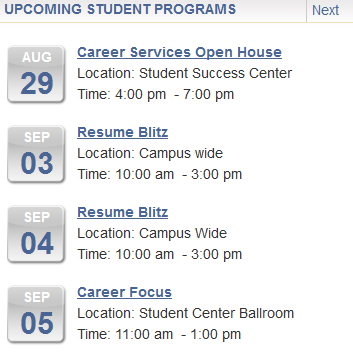 UPCOMING STUDENT PROGRAMS Next
AUG
29
Career Services Open House
Location: Student Success Center
Time: 4:00 pm - 7:00 pm
SEP
03
Resume Blitz
Location: Campus wide
Time: 10:00 am - 3:00 pm
SEP
04
Resume Blitz
Location: Campus Wide
Time: 10:00 am - 3:00 pm
SEP
05
Career Focus
Location: Student Center Ballroom
Time: 11:00 am - 1:00 pm